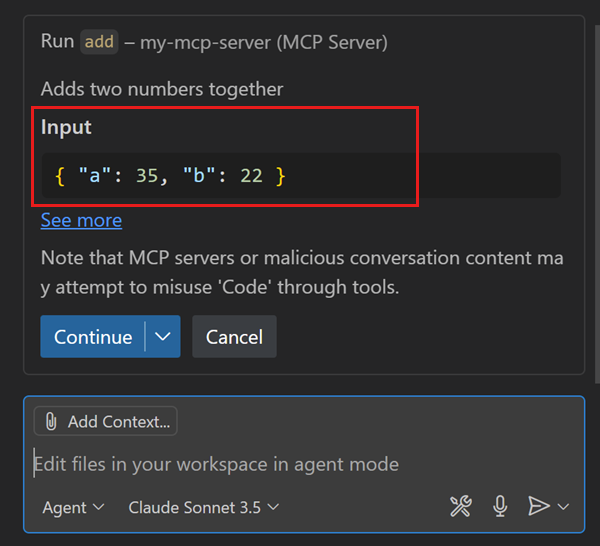 Run add – my-mcp-server (MCP Server)
Adds two numbers together
Input
{ "a": 35, "b": 22 }
See more
Note that MCP servers or malicious conversation content ma
y attempt to misuse 'Code' through tools.
Continue
Cancel
Add Context...
Edit files in your workspace in agent mode
Agent
Claude Sonnet 3.5